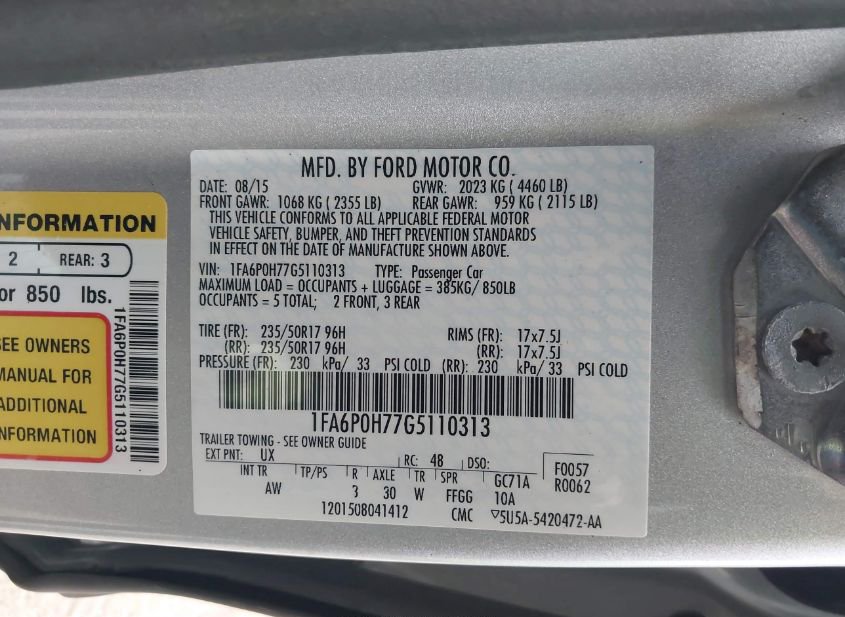 NFORMATION
2 REAR: 3
or 850 lbs.
SEE OWNERS
MANUAL FOR
ADDITIONAL
INFORMATION
1FA6P0H77G5110313
MFD. BY FORD MOTOR CO.
DATE: 08/15 GVWR: 2023 KG ( 4460 LB)
FRONT GAWR: 1068 KG ( 2355 LB) REAR GAWR: 959 KG ( 2115 LB)
THIS VEHICLE CONFORMS TO ALL APPLICABLE FEDERAL MOTOR
VEHICLE SAFETY, BUMPER, AND THEFT PREVENTION STANDARDS
IN EFFECT ON THE DATE OF MANUFACTURE SHOWN ABOVE.
VIN: 1FA6P0H77G5110313 TYPE: Passenger Car
MAXIMUM LOAD = OCCUPANTS + LUGGAGE = 385KG/ 850LB
OCCUPANTS = 5 TOTAL; 2 FRONT, 3 REAR
TIRE (FR): 235/50R17 96H RIMS (FR): 17x7.5J
(RR): 235/50R17 96H (RR): 17x7.5J
PRESSURE (FR): 230 kPa/ 33 PSI COLD (RR): 230 kPa/ 33 PSI COLD
1FA6P0H77G5110313
TRAILER TOWING - SEE OWNER GUIDE
EXT PNT: UX RC: 48 DSO: F0057
INT TR TP/PS R AXLE TR SPR GC71A R0062
AW 3 30 W FFGG 10A
1201508041412 CMC ▽5U5A-5420472-AA